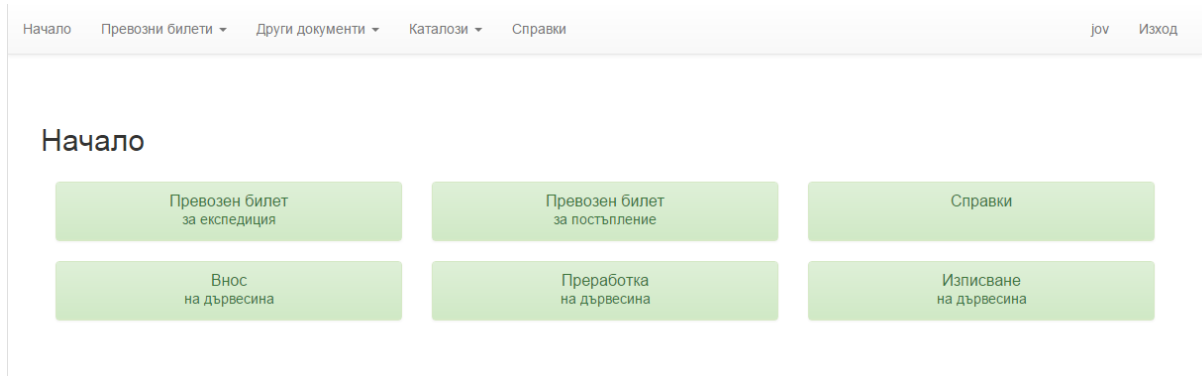 Начало Превозни билети Други документи Каталози Справки jov Изход
Начало
Превозен билет Превозен билет Справки
за експедиция за постъпление
Внос Преработка Изписване
на дървесина на дървесина на дървесина